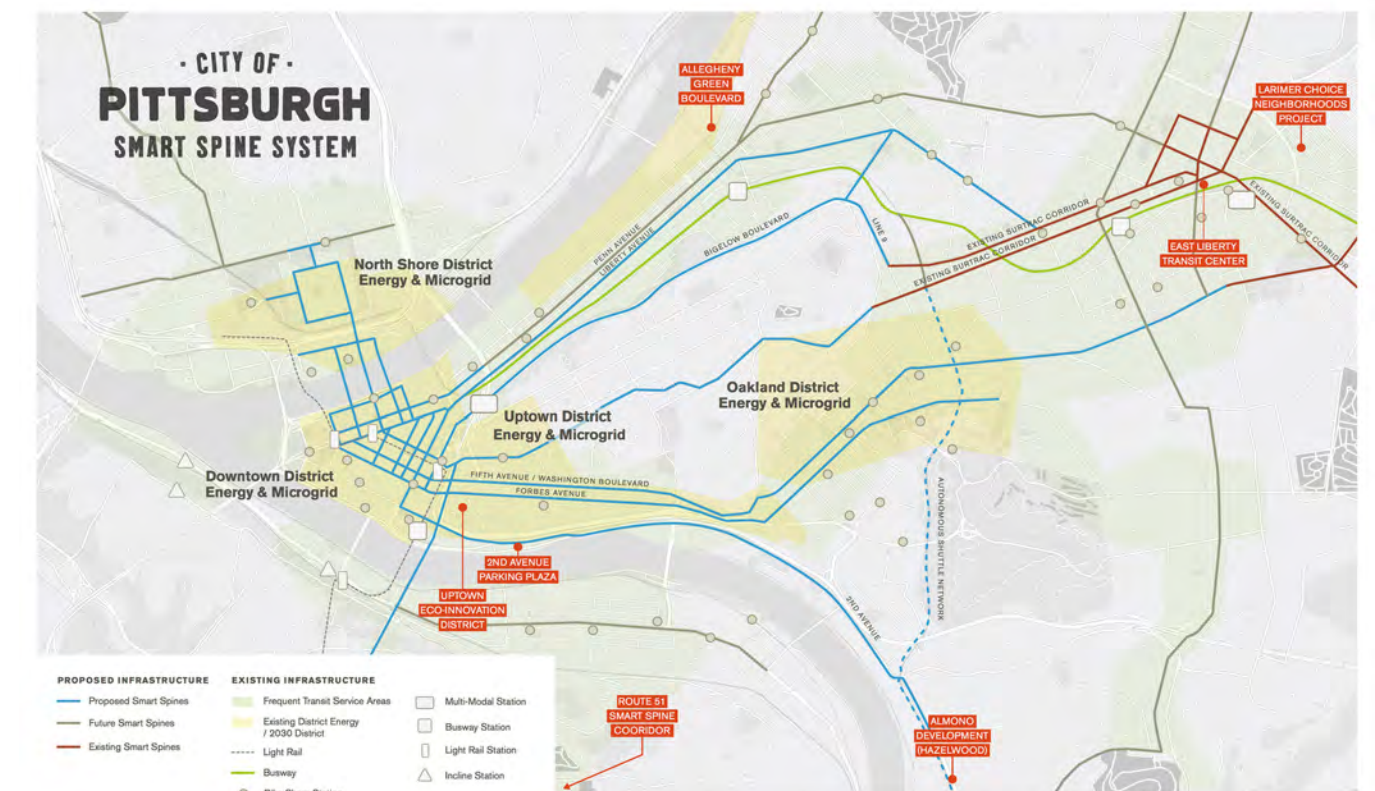 · CITY OF ·
PITTSBURGH
SMART SPINE SYSTEM
ALLEGHENY
GREEN
BOULEVARD
LARIMER CHOICE
NEIGHBORHOODS
PROJECT
PENN AVENUE
LIBERTY AVENUE
BIGELOW BOULEVARD
LINE 9
EXISTING SURTRAC CORRIDOR
EXISTING SURTRAC CORRIDOR
EXISTING SURTRAC CORRIDOR
EAST LIBERTY
TRANSIT CENTER
North Shore District
Energy & Microgrid
Oakland District
Energy & Microgrid
Uptown District
Energy & Microgrid
Downtown District
Energy & Microgrid
FIFTH AVENUE / WASHINGTON BOULEVARD
FORBES AVENUE
AUTONOMOUS SHUTTLE NETWORK
2ND AVENUE
PARKING PLAZA
UPTOWN
ECO-INNOVATION
DISTRICT
2ND AVENUE
ROUTE 51
SMART SPINE
COORIDOR
ALMONO
DEVELOPMENT
(HAZELWOOD)
PROPOSED INFRASTRUCTURE
Proposed Smart Spines
Future Smart Spines
Existing Smart Spines
EXISTING INFRASTRUCTURE
Frequent Transit Service Areas
Existing District Energy
/ 2030 District
Light Rail
Busway
Multi-Modal Station
Busway Station
Light Rail Station
Incline Station